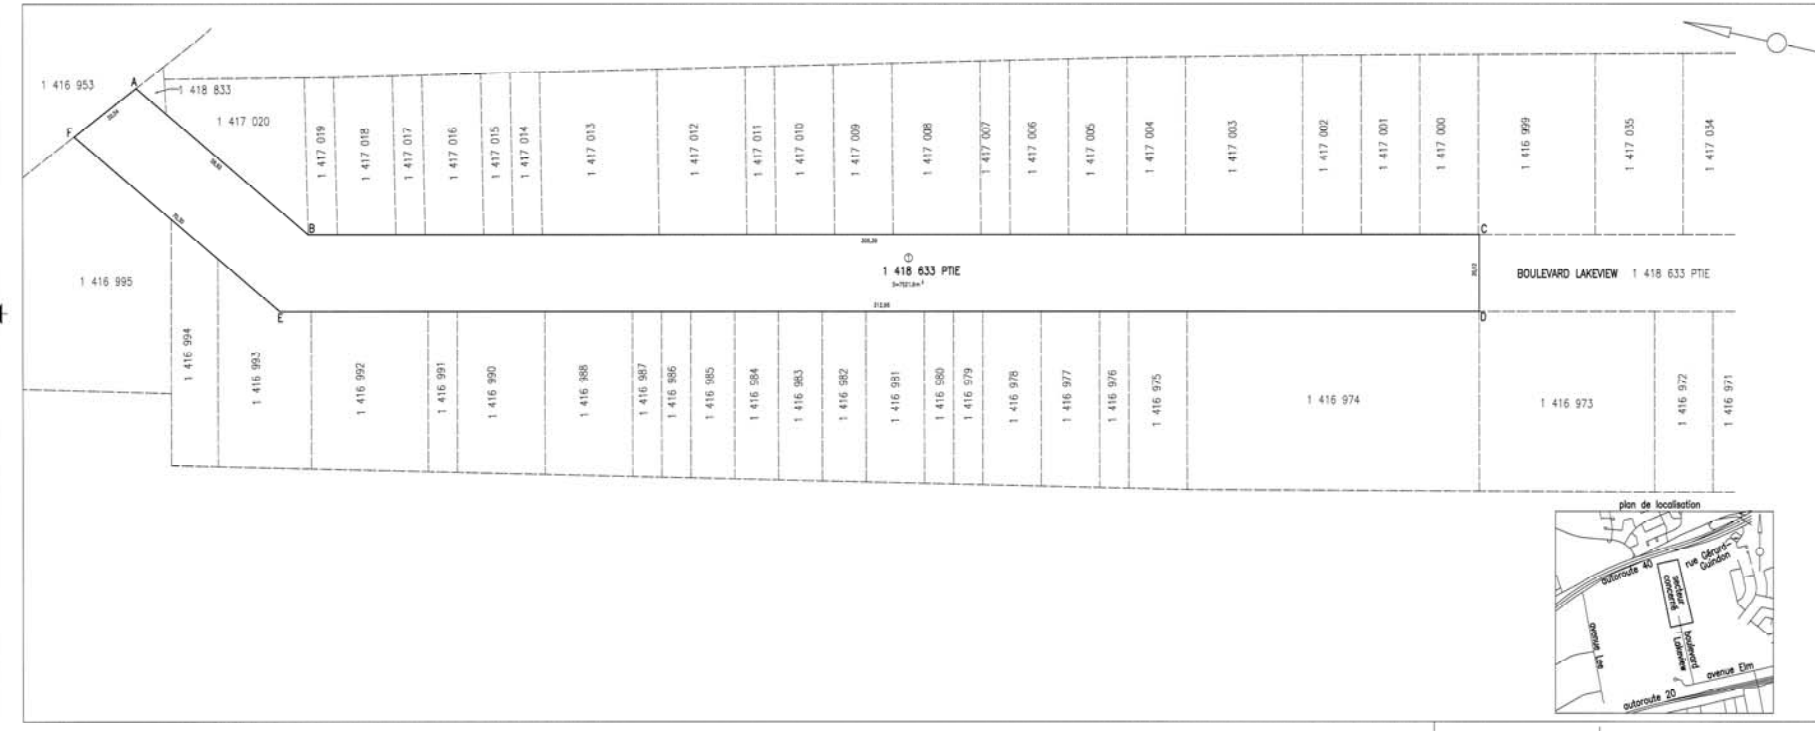 1 416 953
A
1 418 833
F
1 417 020
1 417 019
1 417 018
1 417 017
1 417 016
1 417 015
1 417 014
1 417 013
1 417 012
1 417 011
1 417 010
1 417 009
1 417 008
1 417 007
1 417 006
1 417 005
1 417 004
1 417 003
1 417 002
1 417 001
1 417 000
1 416 999
1 417 035
1 417 034
B
C
1
1 418 633 PTIE
BOULEVARD LAKEVIEW 1 418 633 PTIE
1 416 995
E
D
1 416 994
1 416 993
1 416 992
1 416 991
1 416 990
1 416 988
1 416 987
1 416 986
1 416 985
1 416 984
1 416 983
1 416 982
1 416 981
1 416 980
1 416 979
1 416 978
1 416 977
1 416 976
1 416 975
1 416 974
1 416 973
1 416 972
1 416 971
plan de localisation
autoroute 40
rue Gérard-
Guindon
secteur
concerné
avenue Lee
boulevard
Lakeview
avenue Elm
autoroute 20